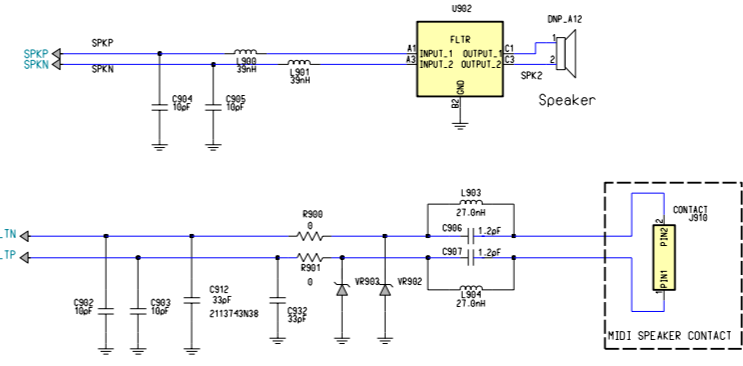 U902
DNP_A12
FLTR
SPKP
SPKP
A1
INPUT_1
OUTPUT_1
C1
1
SPKN
SPKN
L900
39nH
L901
39nH
A3
INPUT_2
OUTPUT_2
C3
2
SPK2
GND
B2
Speaker
C904
10pF
C905
10pF
L903
27.0nH
R900
0
C906
1.2pF
CONTACT
J910
2
PIN2
_TN
_TP
C907
1.2pF
R901
0
VR903
VR902
L904
27.0nH
PIN1
1
C902
10pF
C903
10pF
C912
33pF
2113743N38
C932
33pF
MIDI SPEAKER CONTACT